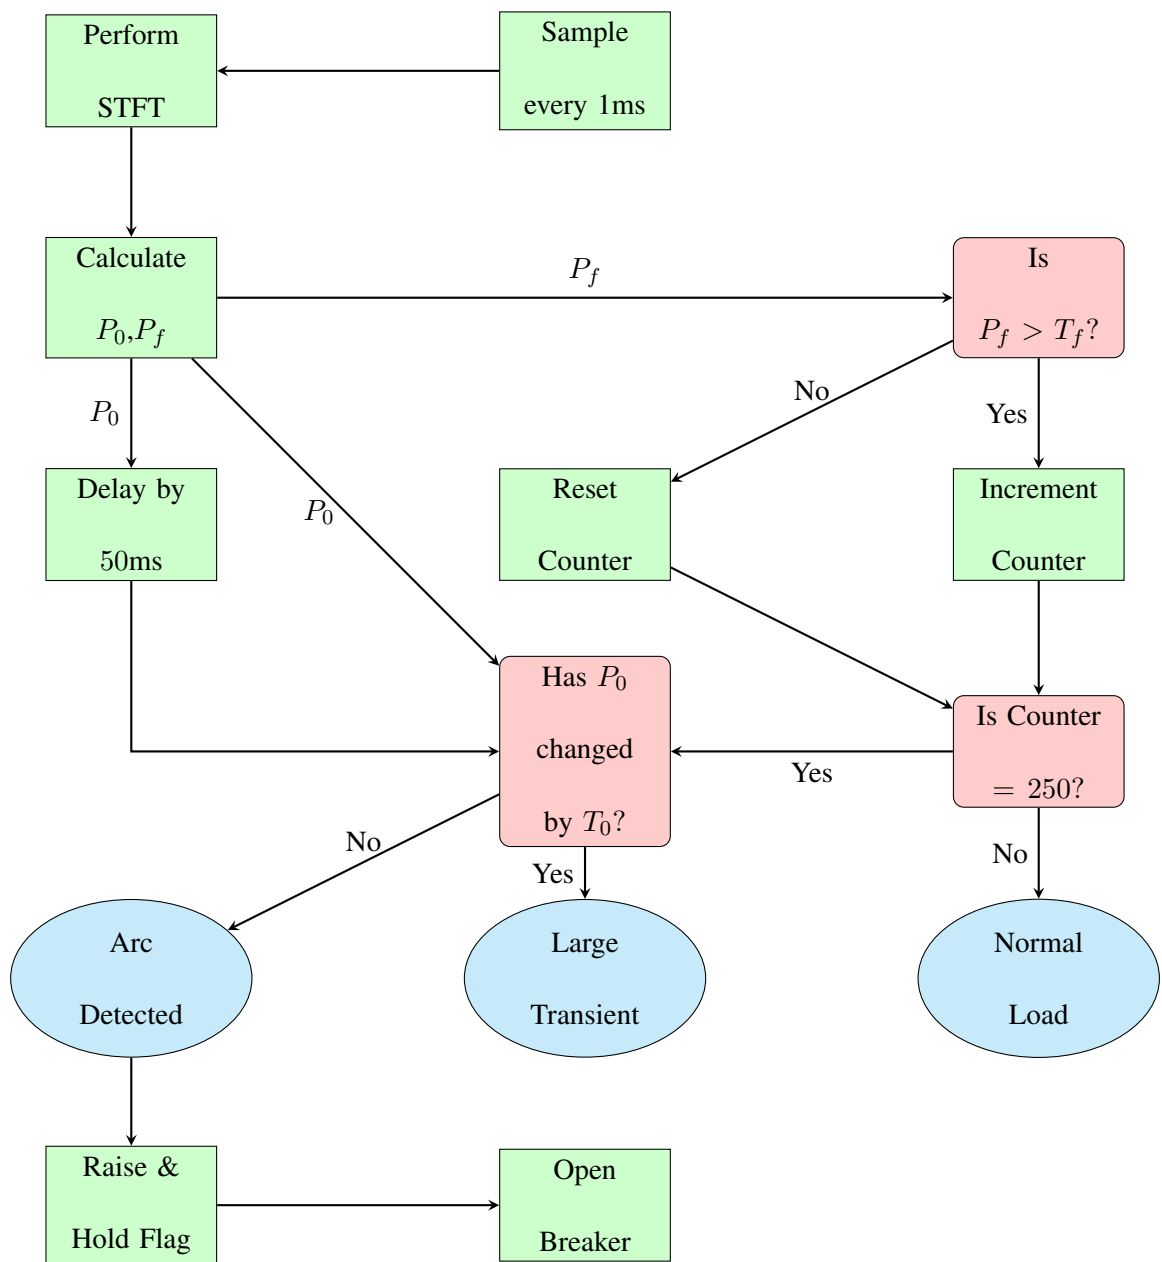 Perform
STFT
Sample
every 1ms
Calculate
$P_0$,$P_f$
$P_f$
Is
$P_f > T_f$?
$P_0$
$P_0$
No
Yes
Delay by
50ms
Reset
Counter
Increment
Counter
Has $P_0$
changed
by $T_0$?
Yes
Is Counter
= 250?
No
Yes
No
Arc
Detected
Large
Transient
Normal
Load
Raise &
Hold Flag
Open
Breaker